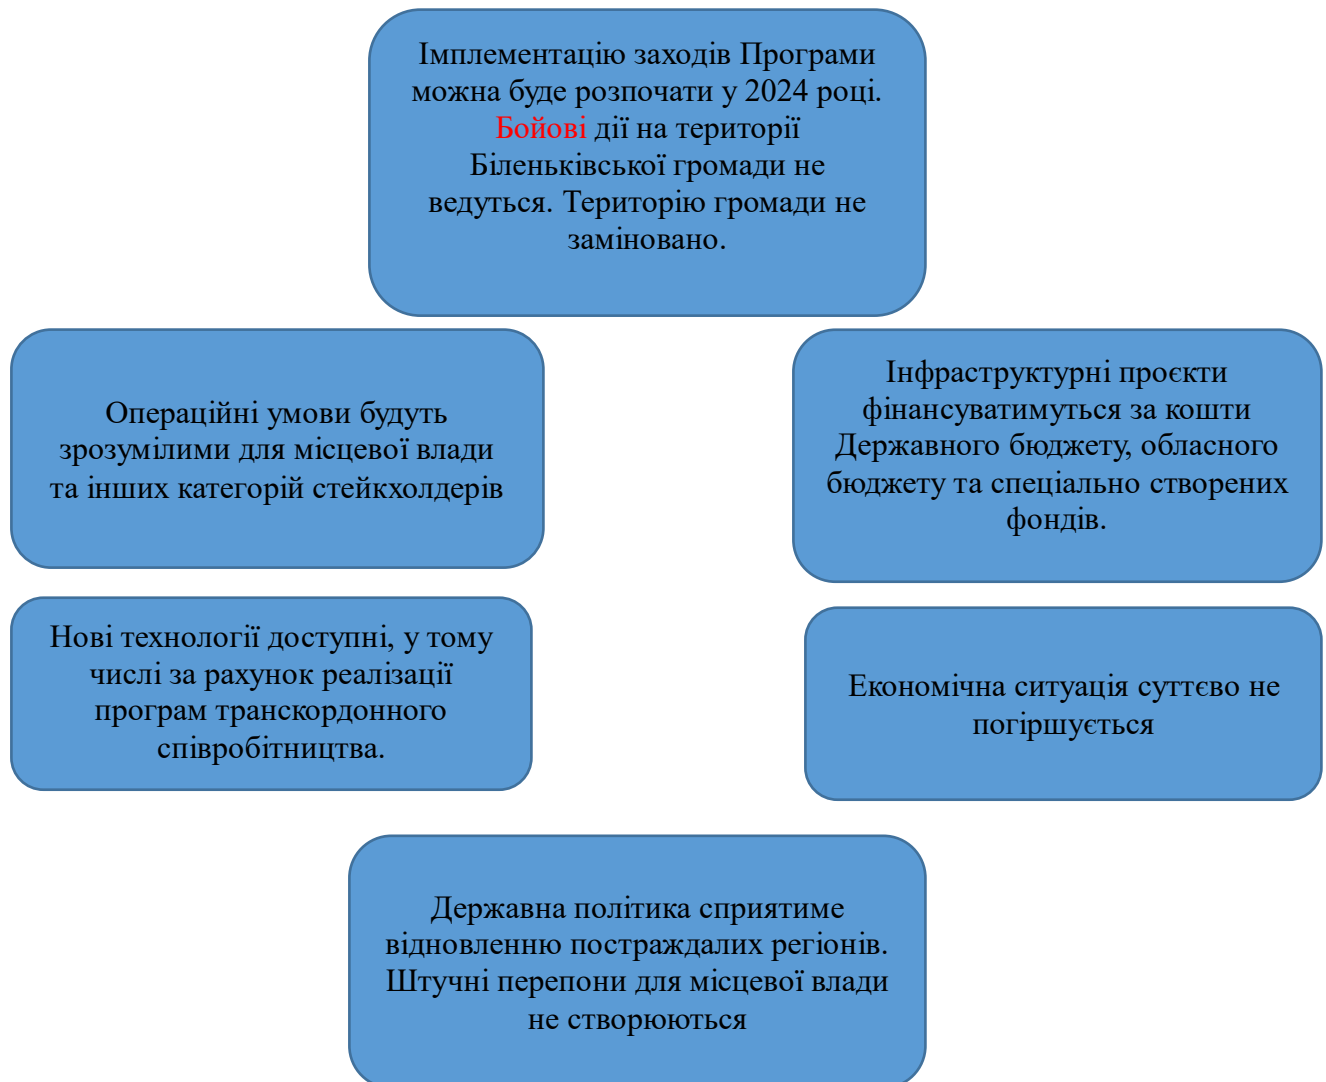 Імплементацію заходів Програми
можна буде розпочати у 2024 році.
Бойові дії на території
Біленьківської громади не
ведуться. Територію громади не
заміновано.
Операційні умови будуть
зрозумілими для місцевої влади
та інших категорій стейкхолдерів
Інфраструктурні проєкти
фінансуватимуться за кошти
Державного бюджету, обласного
бюджету та спеціально створених
фондів.
Нові технології доступні, у тому
числі за рахунок реалізації
програм транскордонного
співробітництва.
Економічна ситуація суттєво не
погіршується
Державна політика сприятиме
відновленню постраждалих регіонів.
Штучні перепони для місцевої влади
не створюються